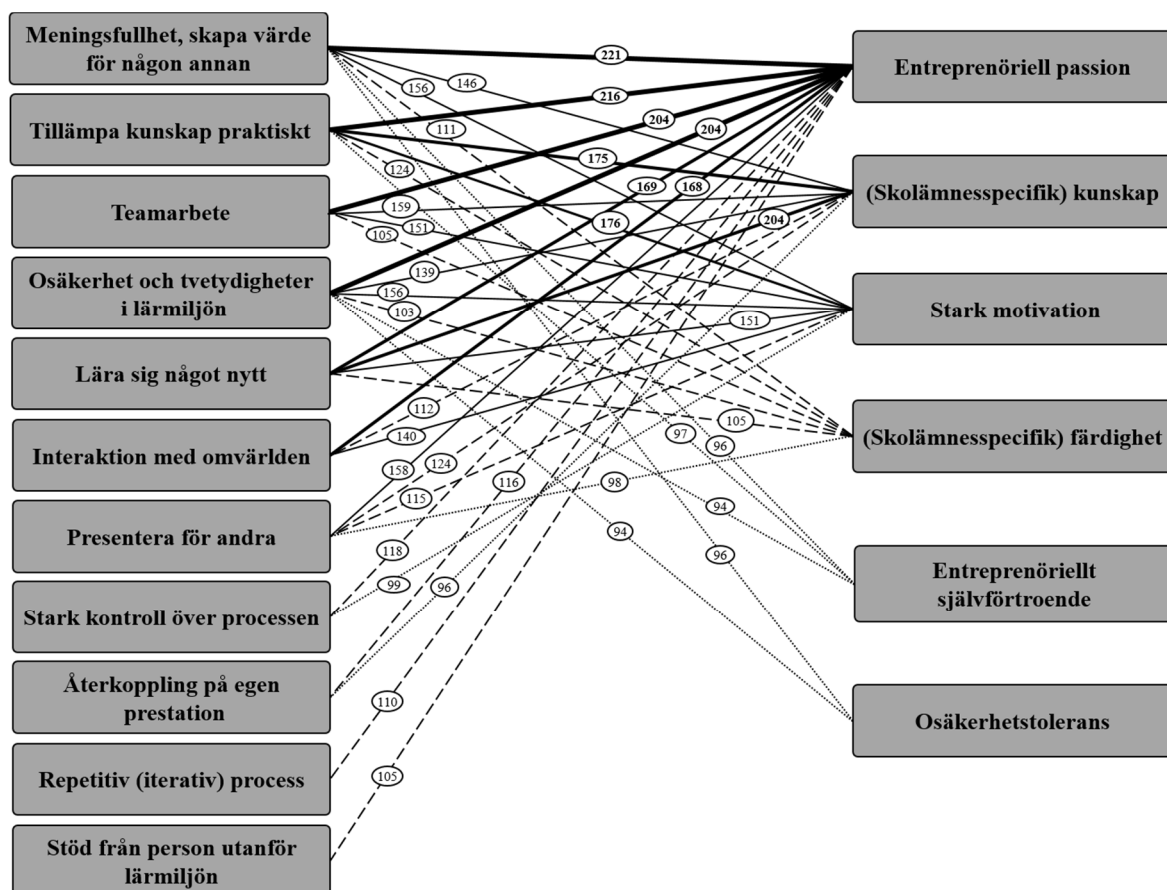 Meningsfullhet, skapa värde
för någon annan
Tillämpa kunskap praktiskt
Teamarbete
Osäkerhet och tvetydigheter
i lärmiljön
Lära sig något nytt
Interaktion med omvärlden
Presentera för andra
Stark kontroll över processen
Återkoppling på egen
prestation
Repetitiv (iterativ) process
Stöd från person utanför
lärmiljön
221
146
156
216
111
204
204
124
175
169
168
159
204
151
176
105
139
156
103
151
112
105
140
97
96
158
124
116
98
115
94
94
118
96
99
96
110
105
Entreprenöriell passion
(Skolämnesspecifik) kunskap
Stark motivation
(Skolämnesspecifik) färdighet
Entreprenöriellt
självförtroende
Osäkerhetstolerans